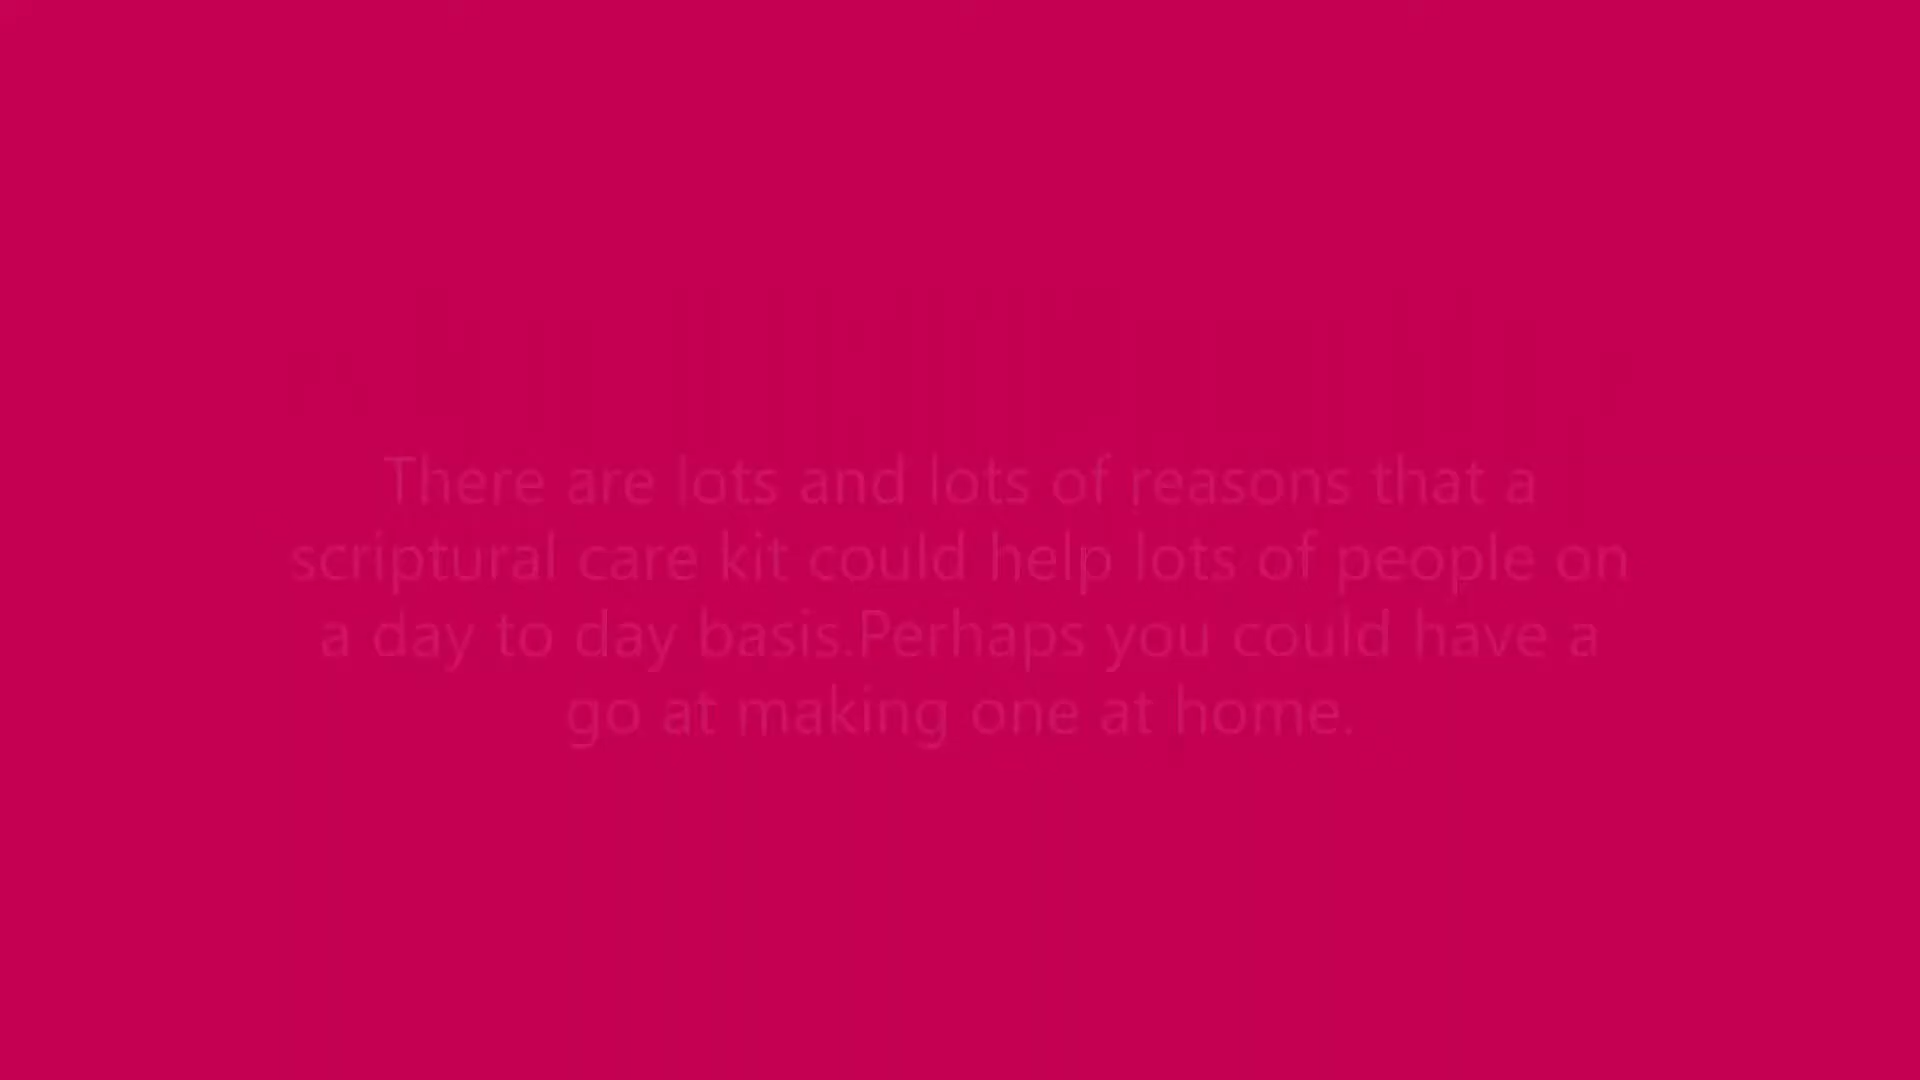 There are lots and lots of reasons that a
scriptural care kit could help lots of people on
a day to day basis.Perhaps you could have a
go at making one at home.